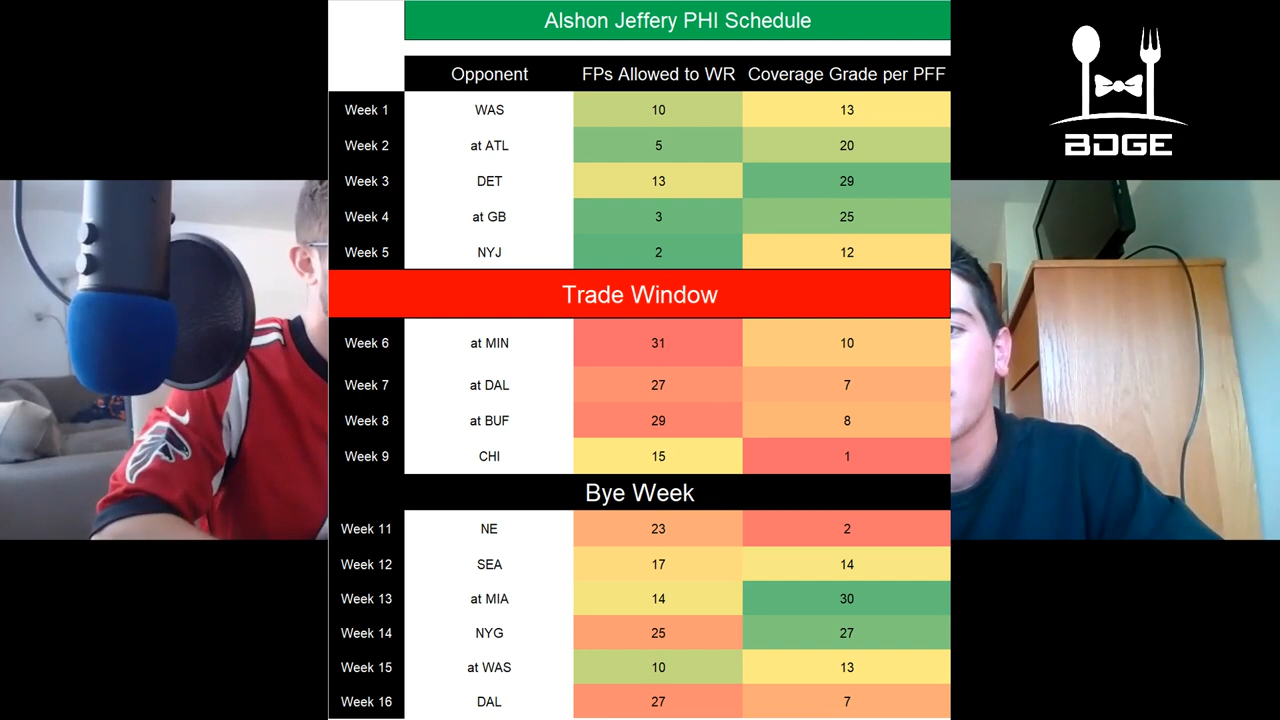 Alshon Jeffery PHI Schedule
Opponent FPs Allowed to WR Coverage Grade per PFF
Week 1 WAS 10 13
Week 2 at ATL 5 20
Week 3 DET 13 29
Week 4 at GB 3 25
Week 5 NYJ 2 12
Trade Window
Week 6 at MIN 31 10
Week 7 at DAL 27 7
Week 8 at BUF 29 8
Week 9 CHI 15 1
Bye Week
Week 11 NE 23 2
Week 12 SEA 17 14
Week 13 at MIA 14 30
Week 14 NYG 25 27
Week 15 at WAS 10 13
Week 16 DAL 27 7
BDGE